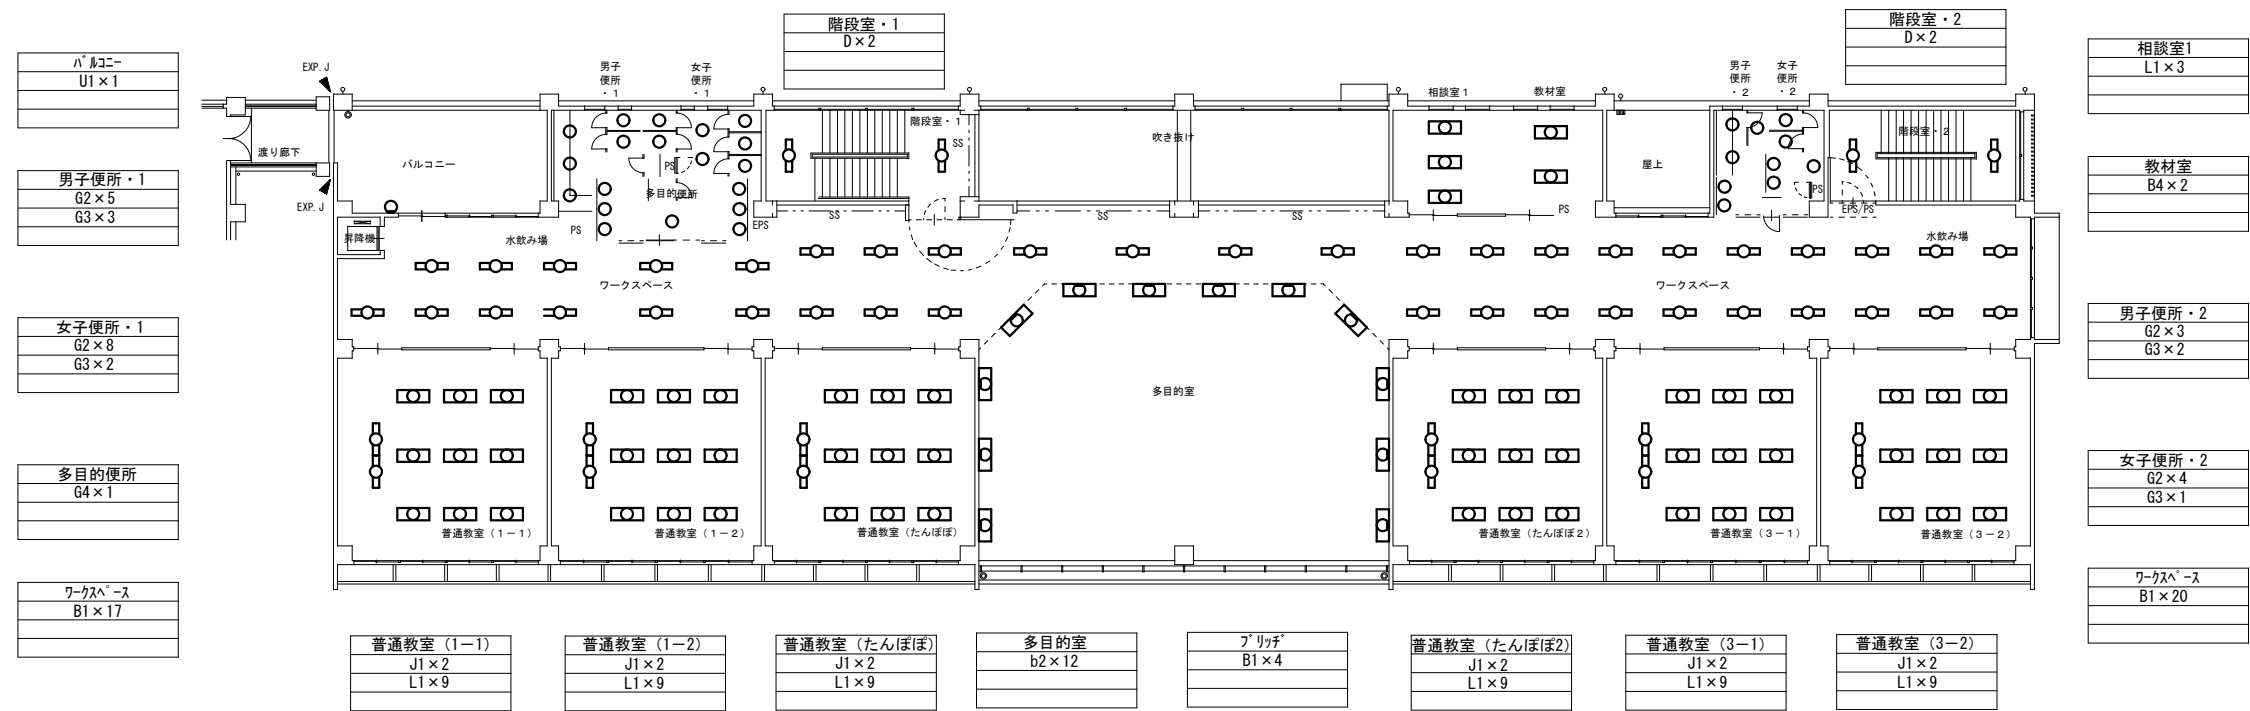 階段室・1
D×2
階段室・2
D×2
バルコニー
U1×1
相談室1
L1×3
男子便所・1
G2×5
G3×3
教材室
B4×2
女子便所・1
G2×8
G3×2
男子便所・2
G2×3
G3×2
多目的便所
G4×1
女子便所・2
G2×4
G3×1
ワークスペース
B1×17
ワークスペース
B1×20
EXP.J
男子
便所
・1
女子
便所
・1
相談室1
教材室
男子
便所
・2
女子
便所
・2
渡り廊下
バルコニー
PS
多目的便所
階段室・1
SS
吹き抜け
屋上
PS
階段室・2
EXP.J
昇降機
PS
水飲み場
EPS
SS
SS
SS
PS
EPS/PS
水飲み場
ワークスペース
ワークスペース
多目的室
普通教室(1-1)
普通教室(1-2)
普通教室(たんぽぽ)
普通教室(たんぽぽ2)
普通教室(3-1)
普通教室(3-2)
普通教室(1-1)
J1×2
L1×9
普通教室(1-2)
J1×2
L1×9
普通教室(たんぽぽ)
J1×2
L1×9
多目的室
b2×12
ブリッヂ
B1×4
普通教室(たんぽぽ2)
J1×2
L1×9
普通教室(3-1)
J1×2
L1×9
普通教室(3-2)
J1×2
L1×9